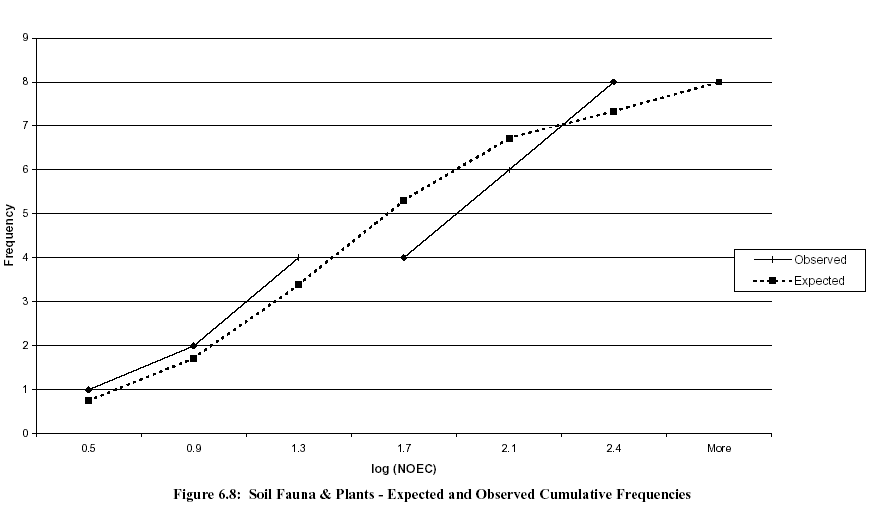 9
8
7
6
5
4
3
2
1
0
Frequency
0.5 0.9 1.3 1.7 2.1 2.4 More
log (NOEC)
Observed
Expected
Figure 6.8: Soil Fauna & Plants - Expected and Observed Cumulative Frequencies